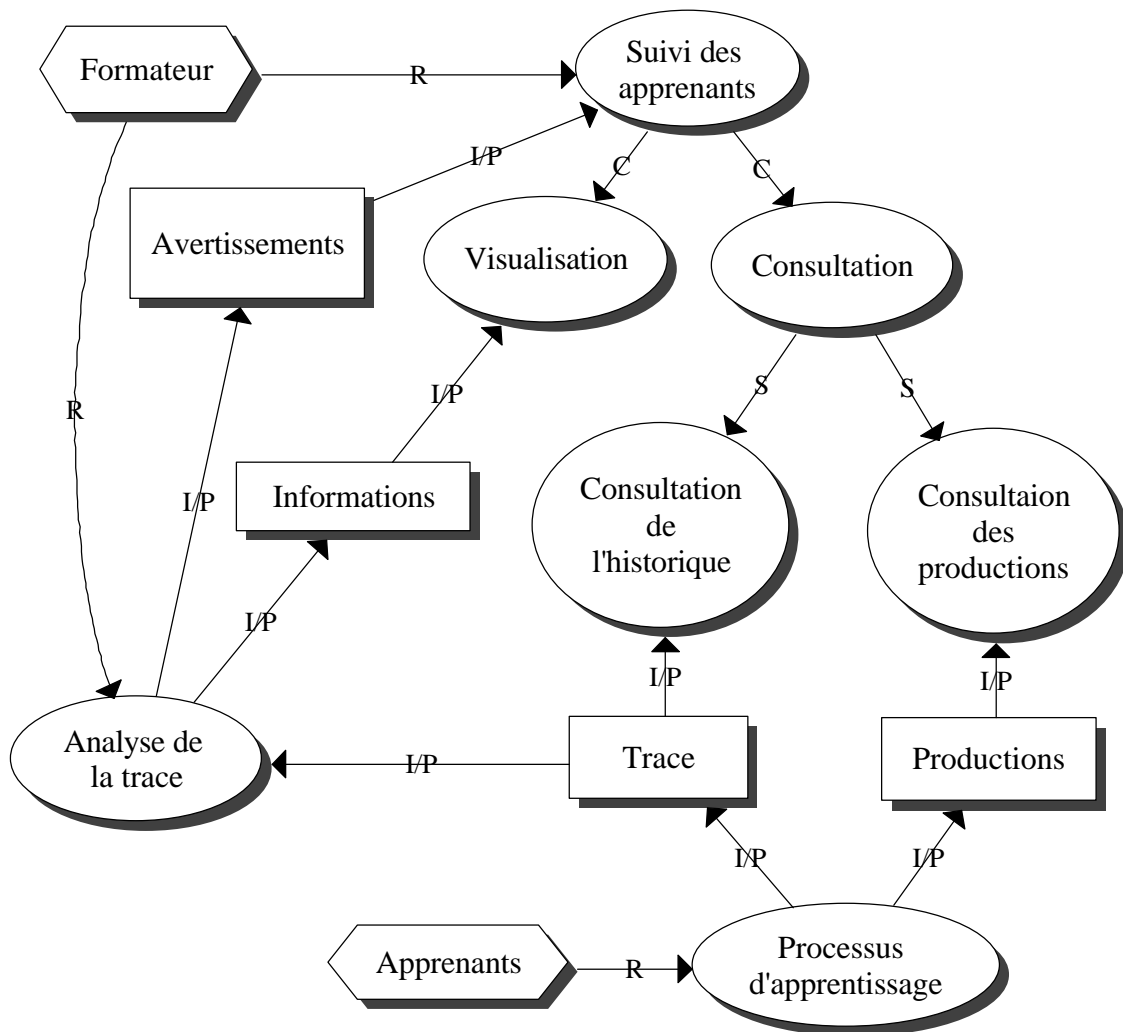 Formateur
R
Suivi des
apprenants
I/P
C
C
Avertissements
Visualisation
Consultation
R
I/P
S
S
I/P
Informations
Consultation
de
l'historique
Consultaion
des
productions
I/P
I/P
I/P
Analyse de
la trace
I/P
Trace
Productions
I/P
I/P
Apprenants
R
Processus
d'apprentissage